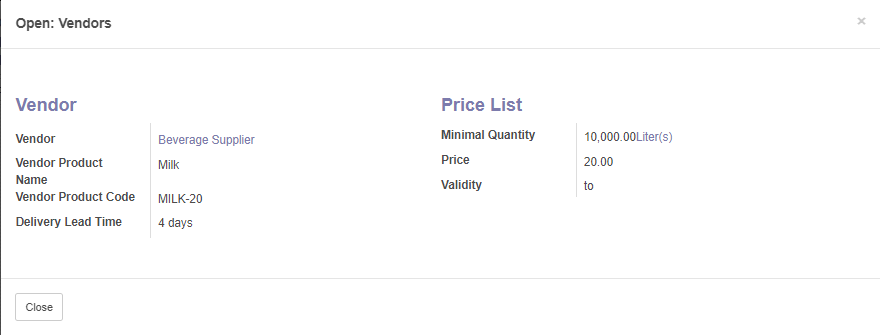 Open: Vendors
×
Vendor
Vendor Beverage Supplier
Vendor Product
Name Milk
Vendor Product Code MILK-20
Delivery Lead Time 4 days
Price List
Minimal Quantity 10,000.00Liter(s)
Price 20.00
Validity to
Close